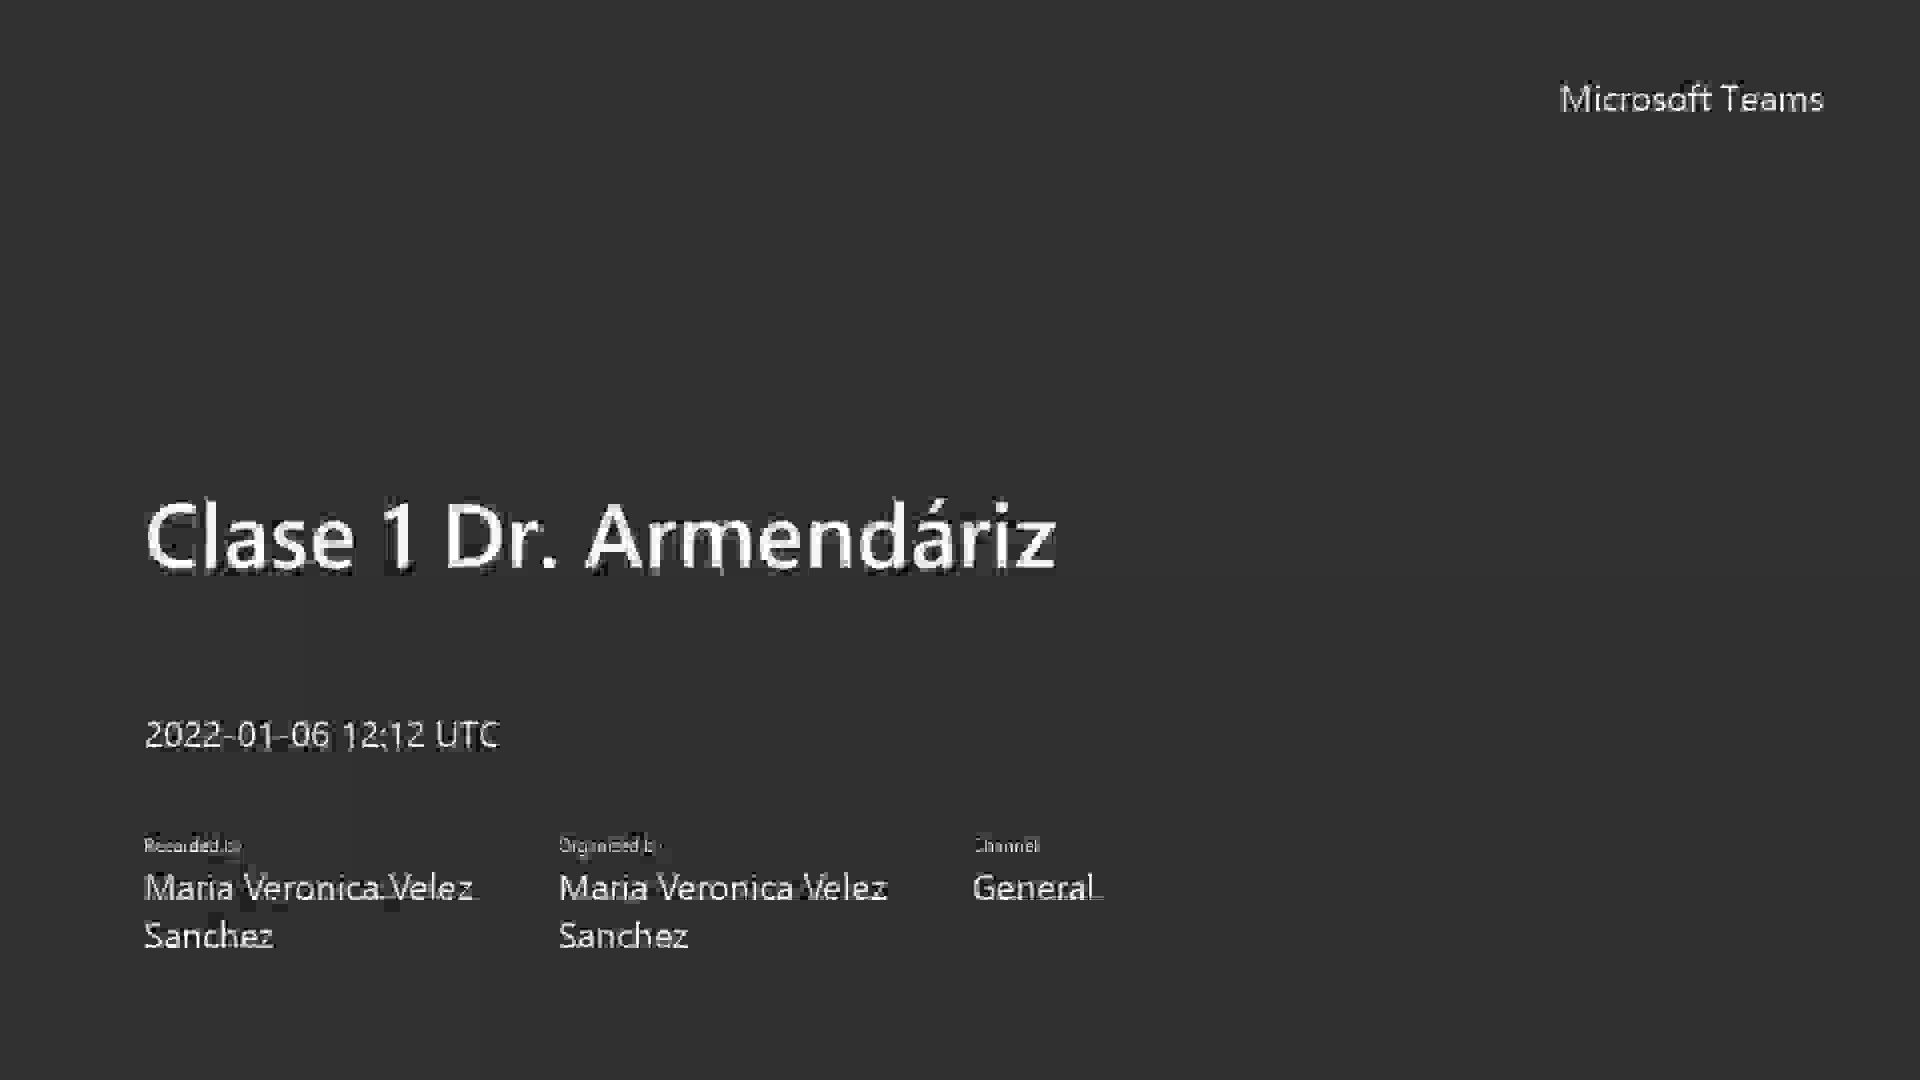 Microsoft Teams
Clase 1 Dr. Armendáriz
2022-01-06 12:12 UTC
Recorded by
Organized by
Channel
Maria Veronica Velez
Maria Veronica Velez
General
Sanchez
Sanchez